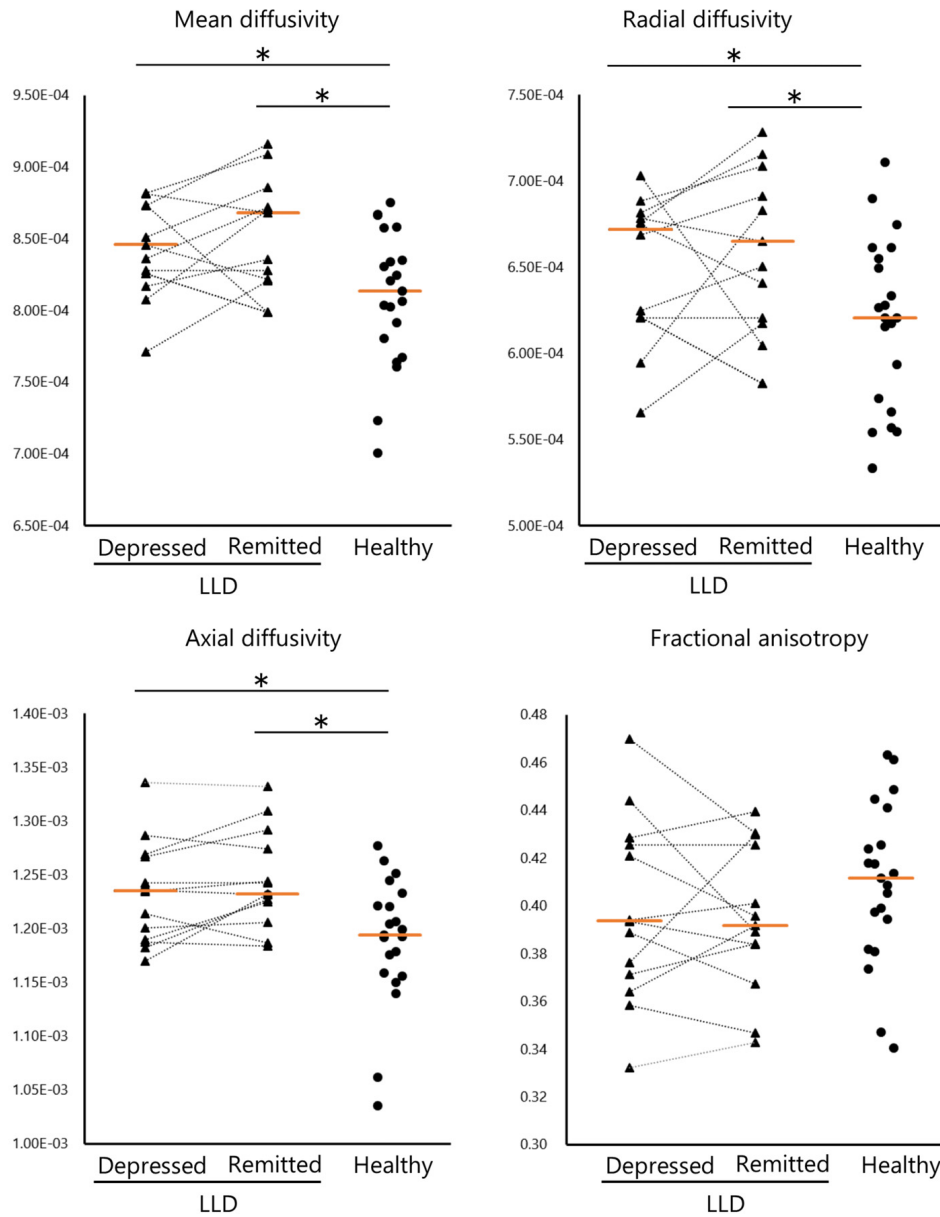 Mean diffusivity
*
*
9.50E-04
9.00E-04
8.50E-04
8.00E-04
7.50E-04
7.00E-04
6.50E-04
Depressed Remitted Healthy
LLD
Radial diffusivity
*
*
7.50E-04
7.00E-04
6.50E-04
6.00E-04
5.50E-04
5.00E-04
Depressed Remitted Healthy
LLD
Axial diffusivity
*
*
1.40E-03
1.35E-03
1.30E-03
1.25E-03
1.20E-03
1.15E-03
1.10E-03
1.05E-03
1.00E-03
Depressed Remitted Healthy
LLD
Fractional anisotropy
0.48
0.46
0.44
0.42
0.40
0.38
0.36
0.34
0.30
Depressed Remitted Healthy
LLD